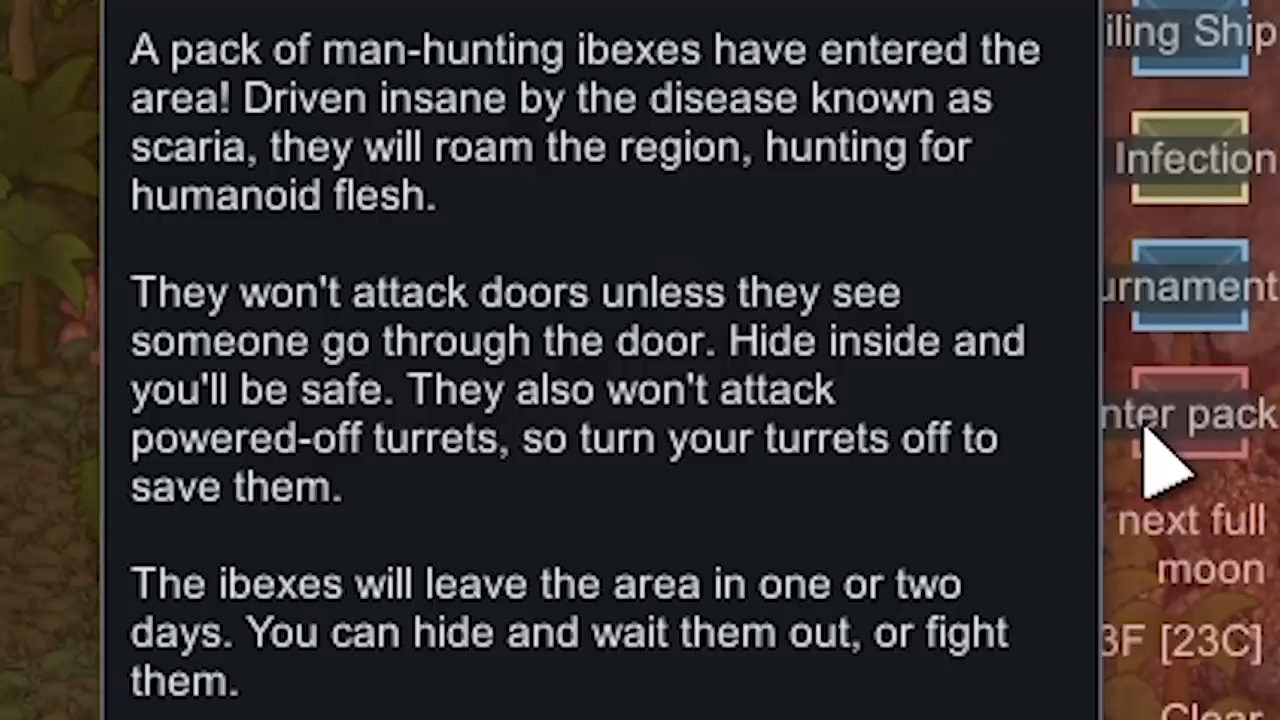 A pack of man-hunting ibexes have entered the
area! Driven insane by the disease known as
scaria, they will roam the region, hunting for
humanoid flesh.
They won't attack doors unless they see
someone go through the door. Hide inside and
you'll be safe. They also won't attack
powered-off turrets, so turn your turrets off to
save them.
The ibexes will leave the area in one or two
days. You can hide and wait them out, or fight
them.
iling Ship
Infection
urnament
nter pack
next full
moon
3F [23C]
Clear